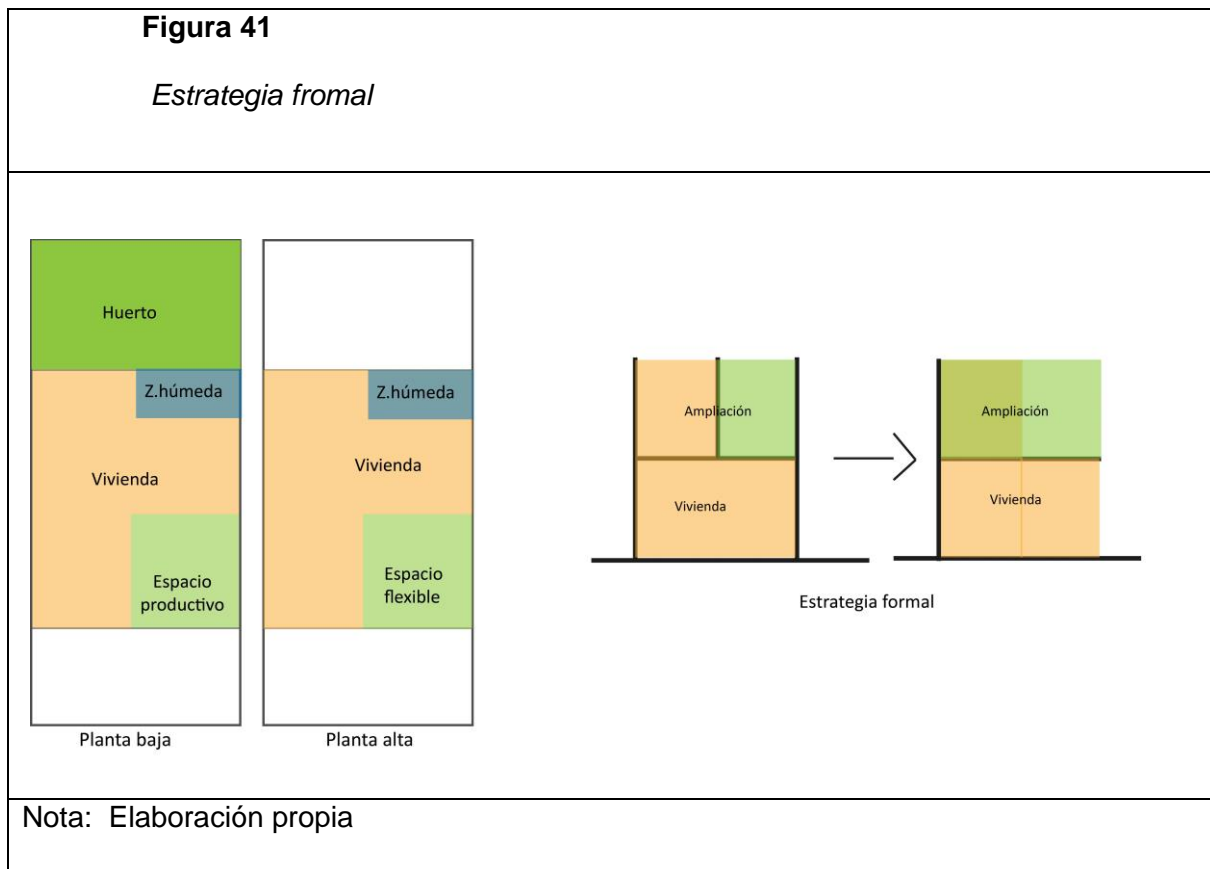 Figura 41
Estrategia fromal
Huerto
Z.húmeda
Vivienda
Espacio
productivo
Planta baja
Z.húmeda
Vivienda
Espacio
flexible
Planta alta
Ampliación
Vivienda
Ampliación
Vivienda
Estrategia formal
Nota: Elaboración propia